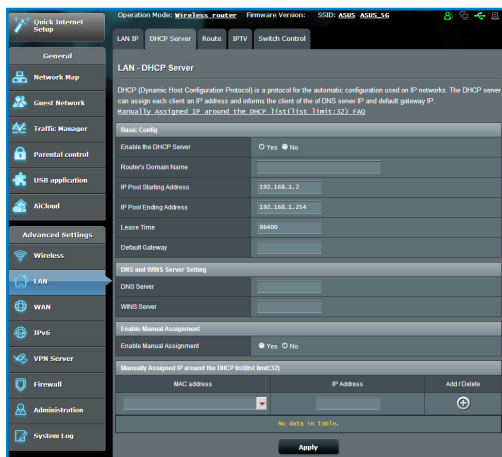 Quick Internet Setup
Operation Mode: Wireless router Firmware Version: SSID: ASUS ASUS_5G
LAN IP DHCP Server Route IPTV Switch Control
General
Network Map
Guest Network
Traffic Manager
Parental control
USB application
AiCloud
Advanced Settings
Wireless
LAN
WAN
IPv6
VPN Server
Firewall
Administration
System Log
LAN - DHCP Server
DHCP (Dynamic Host Configuration Protocol) is a protocol for the automatic configuration used on IP networks. The DHCP server
can assign each client an IP address and informs the client of the of DNS server IP and default gateway IP.
Manually Assigned IP around the DHCP list(list limit:32) FAQ
Basic Config
Enable the DHCP Server Yes No
Router's Domain Name
IP Pool Starting Address 192.168.1.2
IP Pool Ending Address 192.168.1.254
Lease Time 86400
Default Gateway
DNS and WINS Server Setting
DNS Server
WINS Server
Enable Manual Assignment
Enable Manual Assignment Yes No
Manually Assigned IP around the DHCP list(list limit:32)
MAC address IP Address Add / Delete
No data in table.
Apply